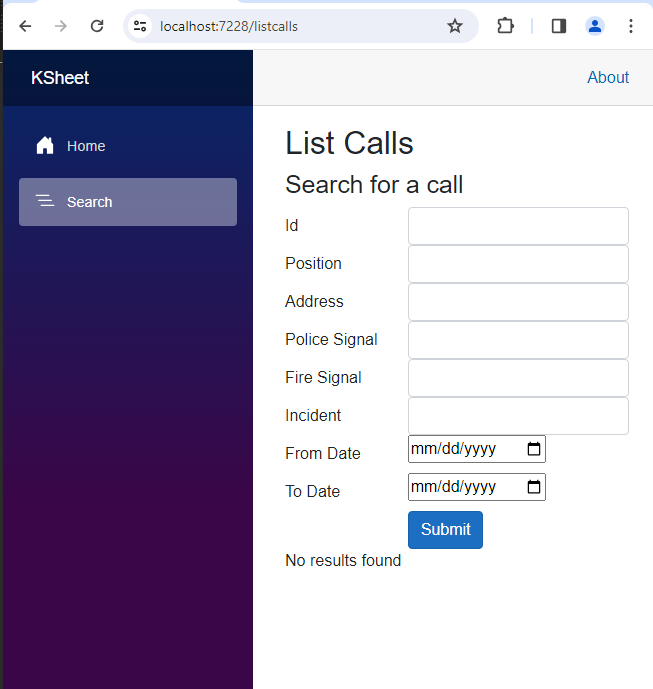 localhost:7228/listcalls
KSheet
About
Home
Search
List Calls
Search for a call
Id
Position
Address
Police Signal
Fire Signal
Incident
From Date mm/dd/yyyy
To Date mm/dd/yyyy
Submit
No results found